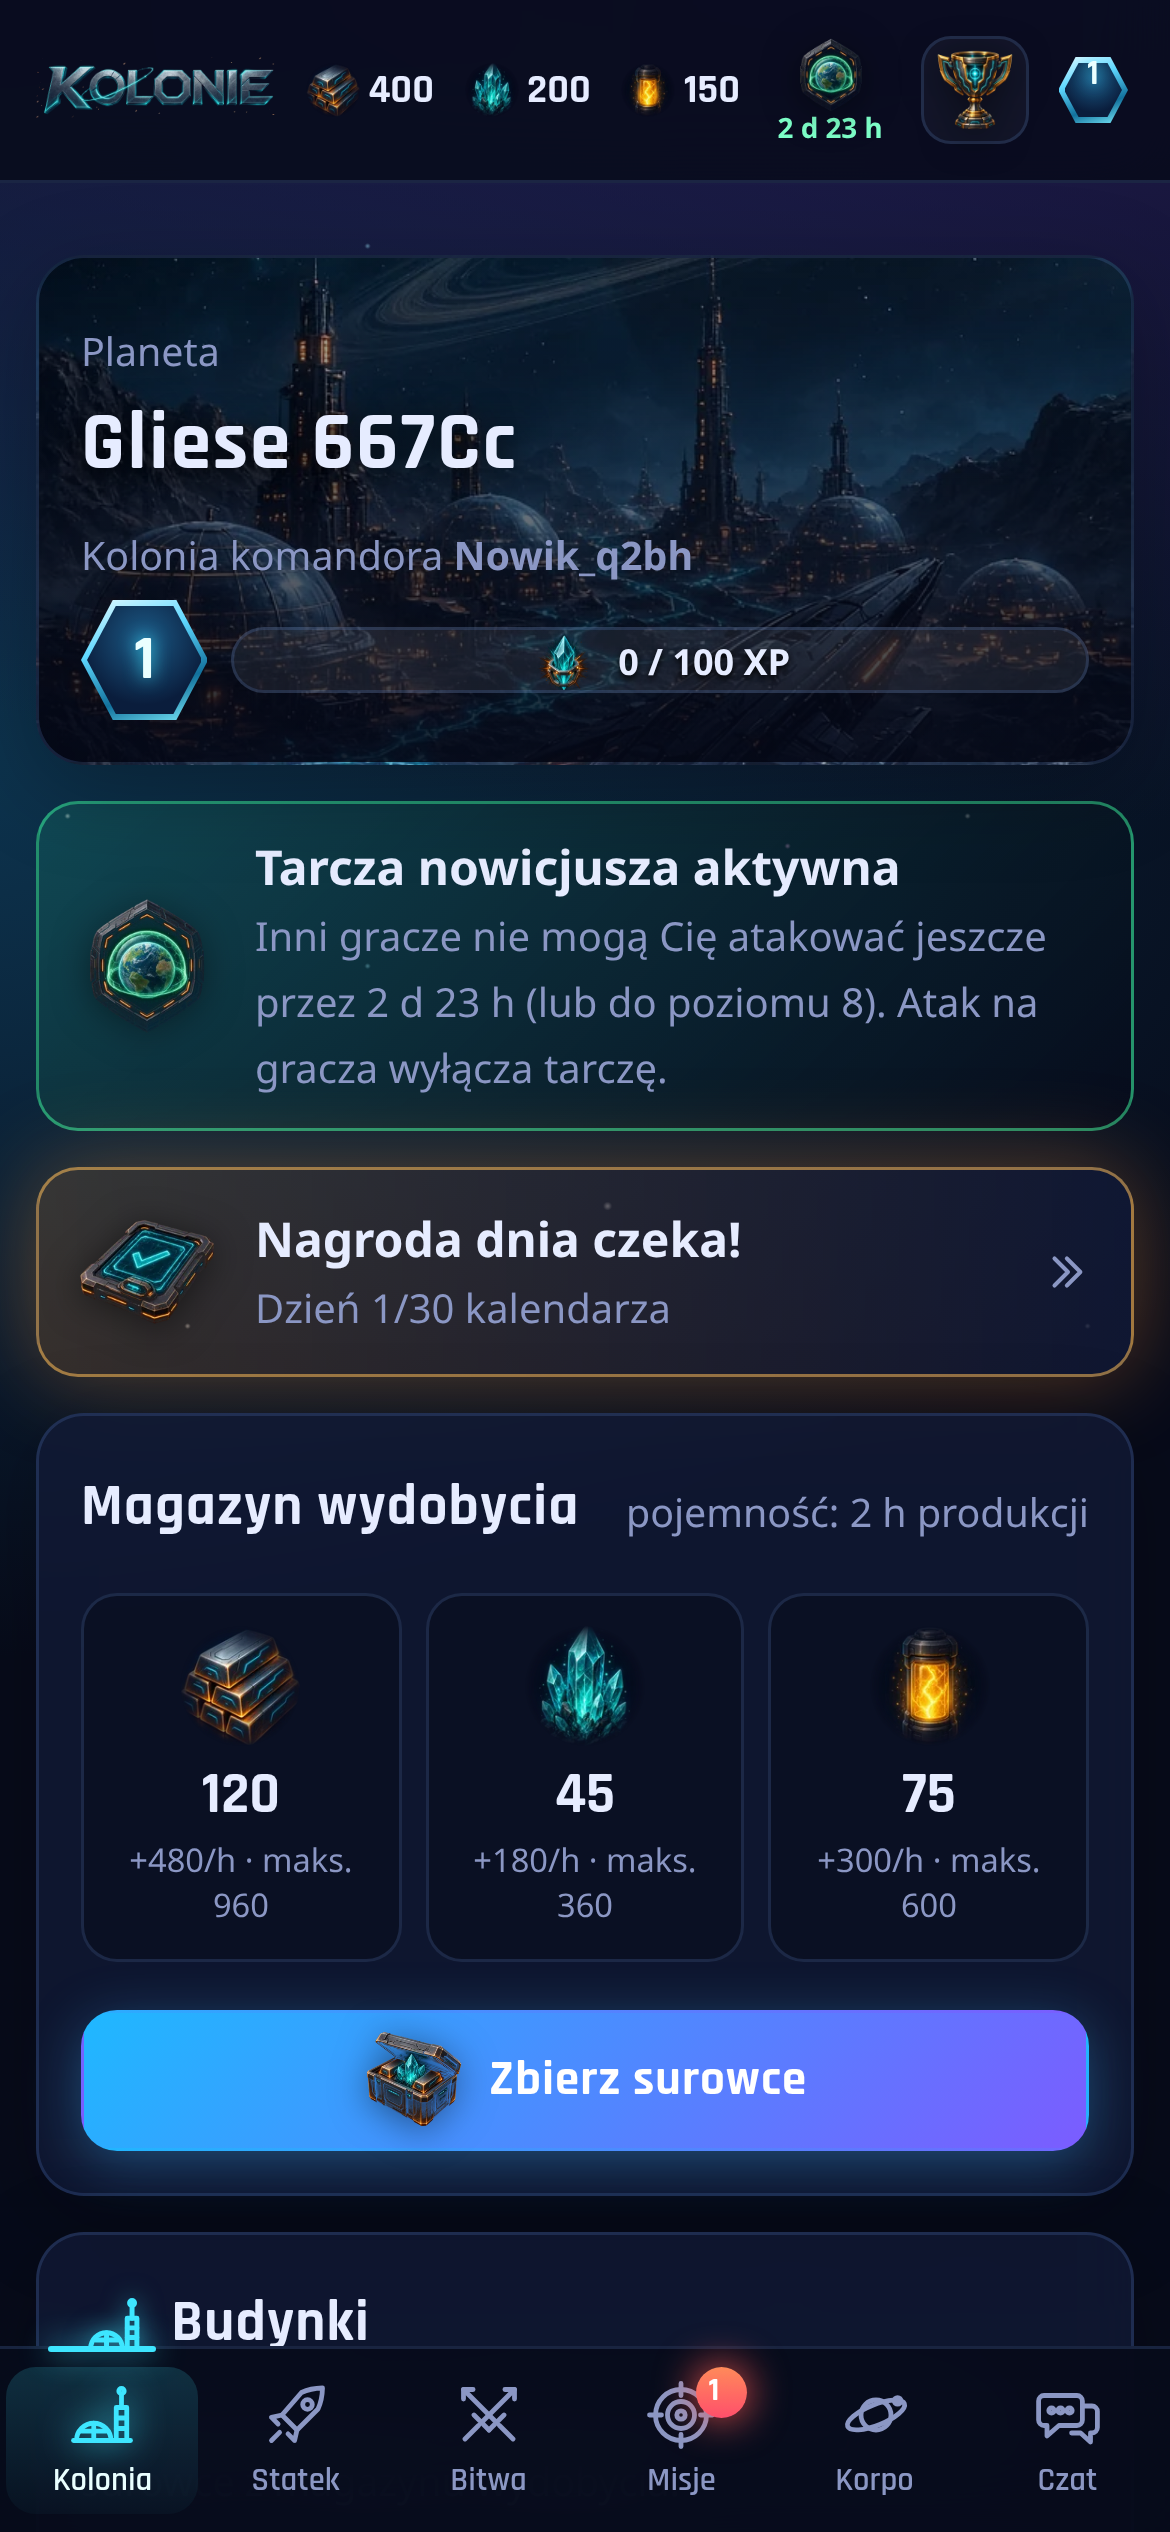 KOLONIE 400 200 150 2 d 23 h 1
Planeta
Gliese 667Cc
Kolonia komandora Nowik_q2bh
1 0 / 100 XP
Tarcza nowicjusza aktywna
Inni gracze nie mogą Cię atakować jeszcze
przez 2 d 23 h (lub do poziomu 8). Atak na
gracza wyłącza tarczę.
Nagroda dnia czeka!
Dzień 1/30 kalendarza
Magazyn wydobycia pojemność: 2 h produkcji
120 45 75
+480/h · maks. +180/h · maks. +300/h · maks.
960 360 600
Zbierz surowce
Budynki
1
Kolonia Statek Bitwa Misje Korpo Czat